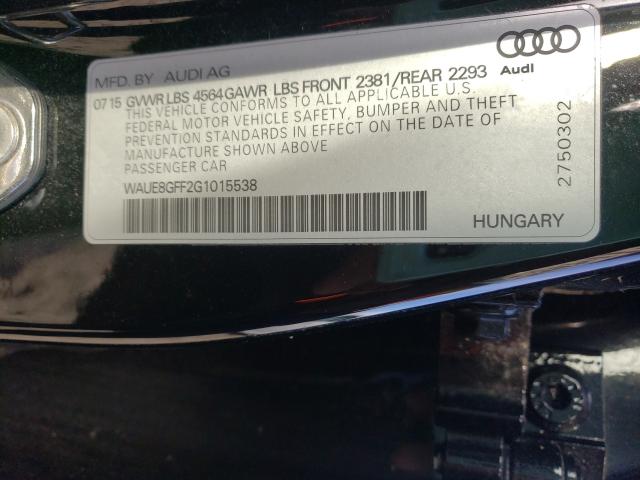 MFD. BY AUDI AG
Audi
07 15 GVWR LBS 4564 GAWR LBS FRONT 2381/REAR 2293
THIS VEHICLE CONFORMS TO ALL APPLICABLE U.S.
FEDERAL MOTOR VEHICLE SAFETY, BUMPER AND THEFT
PREVENTION STANDARDS IN EFFECT ON THE DATE OF
MANUFACTURE SHOWN ABOVE
PASSENGER CAR
WAUE8GFF2G1015538
HUNGARY
2750302